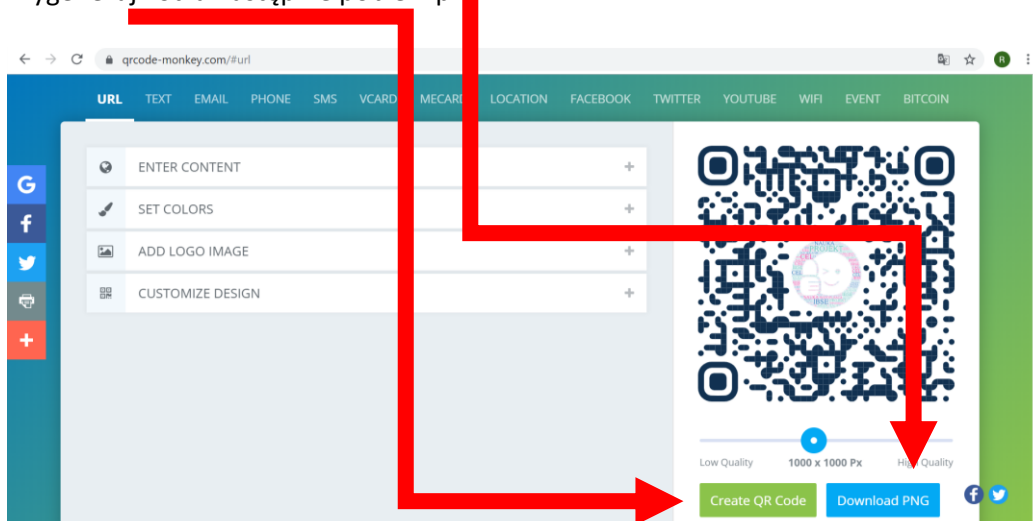 qrcode-monkey.com/#url
R
URL TEXT EMAIL PHONE SMS VCARD MECARD LOCATION FACEBOOK TWITTER YOUTUBE WIFI EVENT BITCOIN
ENTER CONTENT +
SET COLORS +
ADD LOGO IMAGE +
CUSTOMIZE DESIGN +
Low Quality 1000 x 1000 Px High Quality
Create QR Code Download PNG